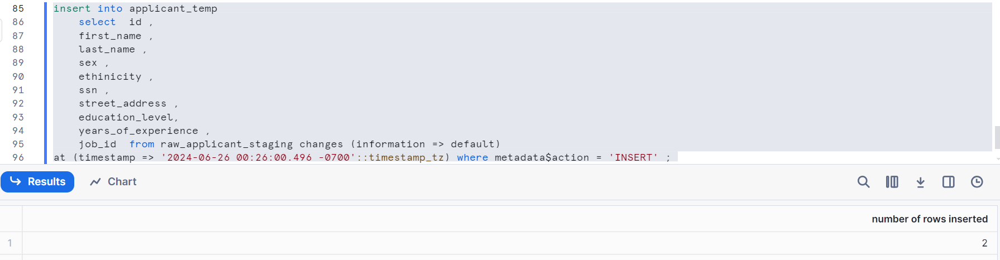 85 insert into applicant_temp
86 select id ,
87 first_name ,
88 last_name ,
89 sex ,
90 ethinicity ,
91 ssn ,
92 street_address ,
93 education_level,
94 years_of_experience ,
95 job_id from raw_applicant_staging changes (information => default)
96 at (timestamp => '2024-06-26 00:26:00.496 -0700'::timestamp_tz) where metadata$action = 'INSERT' ;
Results Chart
number of rows inserted
1 2